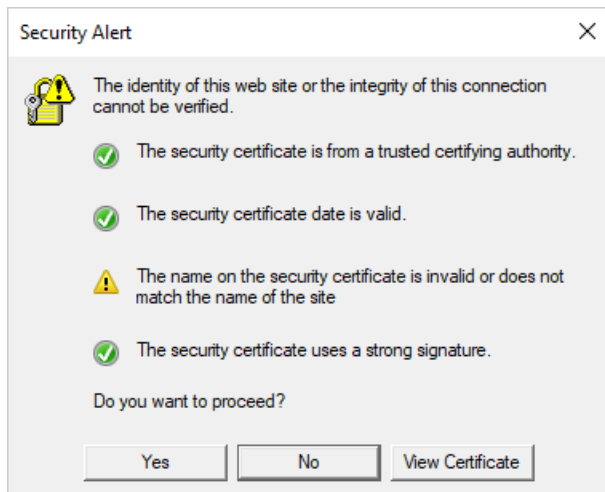 Security Alert
The identity of this web site or the integrity of this connection
cannot be verified.
The security certificate is from a trusted certifying authority.
The security certificate date is valid.
The name on the security certificate is invalid or does not
match the name of the site
The security certificate uses a strong signature.
Do you want to proceed?
Yes
No
View Certificate